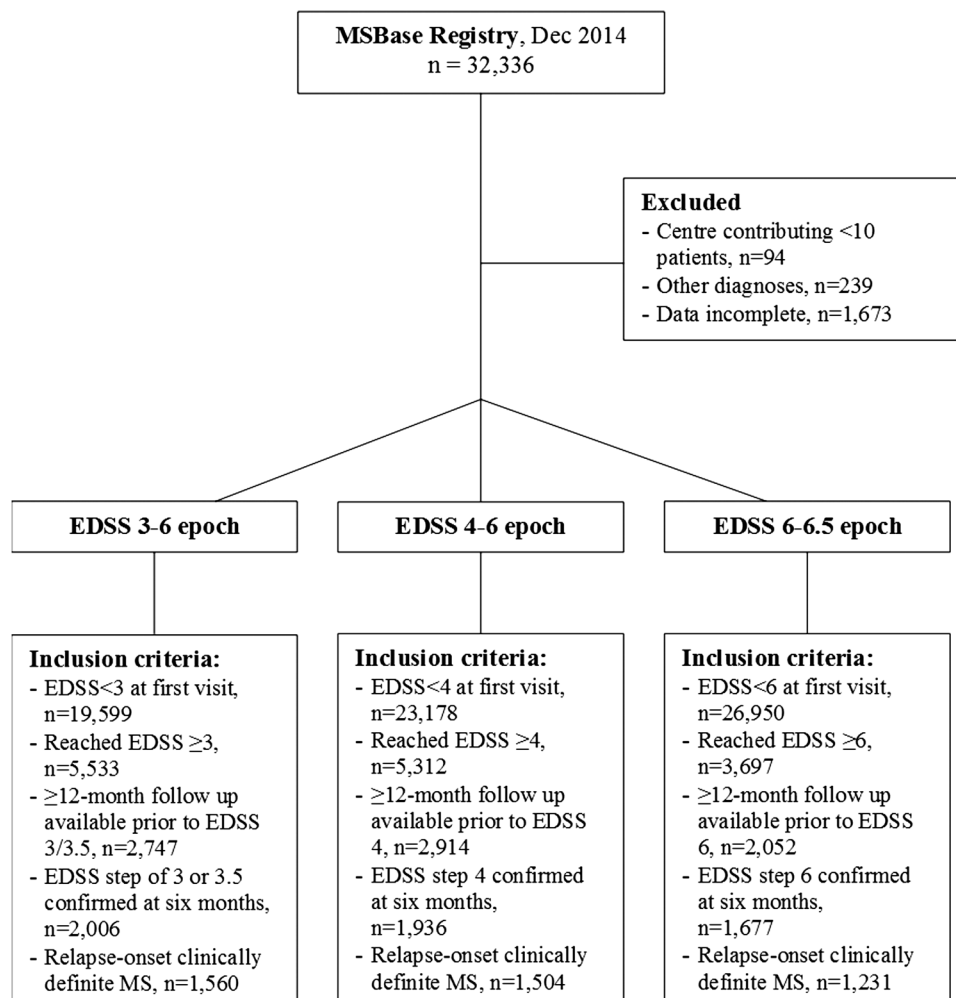 MSBase Registry, Dec 2014
n = 32,336
Excluded
- Centre contributing <10
patients, n=94
- Other diagnoses, n=239
- Data incomplete, n=1,673
EDSS 3-6 epoch
EDSS 4-6 epoch
EDSS 6-6.5 epoch
Inclusion criteria:
- EDSS<3 at first visit,
n=19,599
- Reached EDSS ≥3,
n=5,533
- ≥12-month follow up
available prior to EDSS
3/3.5, n=2,747
- EDSS step of 3 or 3.5
confirmed at six months,
n=2,006
- Relapse-onset clinically
definite MS, n=1,560
Inclusion criteria:
- EDSS<4 at first visit,
n=23,178
- Reached EDSS ≥4,
n=5,312
- ≥12-month follow up
available prior to EDSS
4, n=2,914
- EDSS step 4 confirmed
at six months,
n=1,936
- Relapse-onset clinically
definite MS, n=1,504
Inclusion criteria:
- EDSS<6 at first visit,
n=26,950
- Reached EDSS ≥6,
n=3,697
- ≥12-month follow up
available prior to EDSS
6, n=2,052
- EDSS step 6 confirmed
at six months,
n=1,677
- Relapse-onset clinically
definite MS, n=1,231